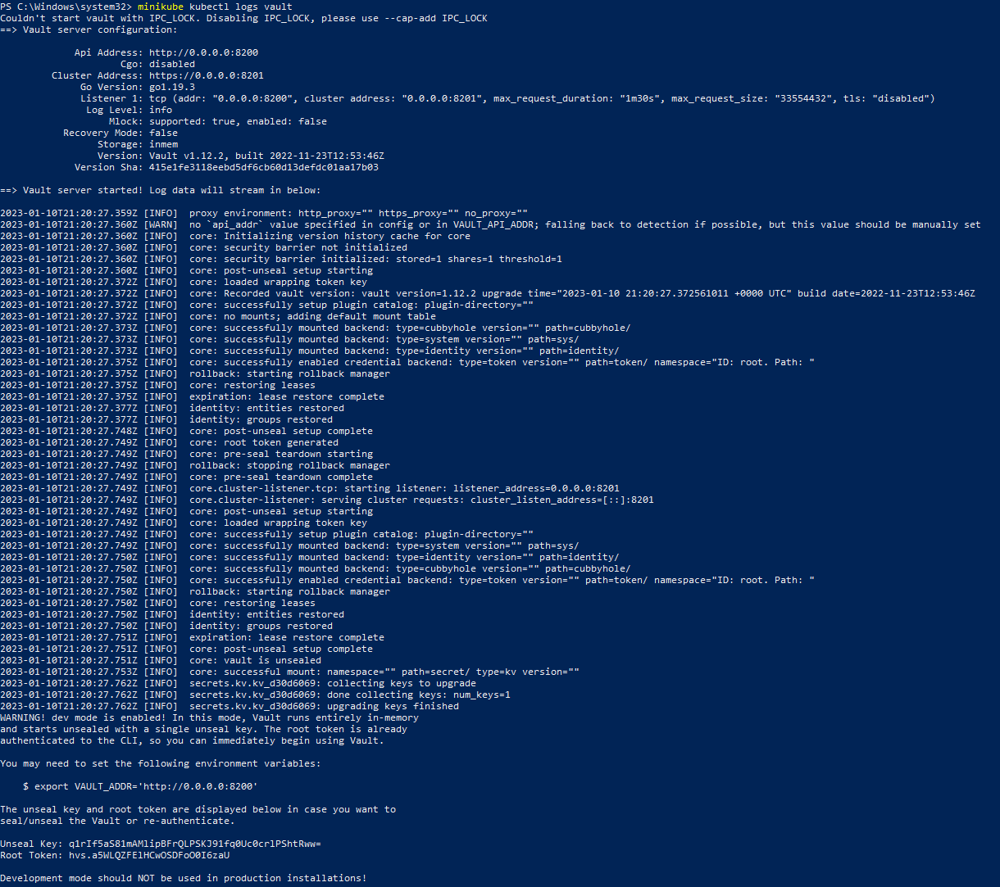 PS C:\Windows\system32> minikube kubectl logs vault
Couldn't start vault with IPC_LOCK. Disabling IPC_LOCK, please use --cap-add IPC_LOCK
==> Vault server configuration:
Api Address: http://0.0.0.0:8200
Cgo: disabled
Cluster Address: https://0.0.0.0:8201
Go Version: go1.19.3
Listener 1: tcp (addr: "0.0.0.0:8200", cluster address: "0.0.0.0:8201", max_request_duration: "1m30s", max_request_size: "33554432", tls: "disabled")
Log Level: info
Mlock: supported: true, enabled: false
Recovery Mode: false
Storage: inmem
Version: Vault v1.12.2, built 2022-11-23T12:53:46Z
Version Sha: 415e1fe3118eebd5df6cb60d13defdc01aa17b03
==> Vault server started! Log data will stream in below:
2023-01-10T21:20:27.359Z [INFO]  proxy environment: http_proxy="" https_proxy="" no_proxy=""
2023-01-10T21:20:27.360Z [WARN]  no `api_addr` value specified in config or in VAULT_API_ADDR; falling back to detection if possible, but this value should be manually set
2023-01-10T21:20:27.360Z [INFO]  core: Initializing version history cache for core
2023-01-10T21:20:27.360Z [INFO]  core: security barrier not initialized
2023-01-10T21:20:27.360Z [INFO]  core: security barrier initialized: stored=1 shares=1 threshold=1
2023-01-10T21:20:27.360Z [INFO]  core: post-unseal setup starting
2023-01-10T21:20:27.372Z [INFO]  core: loaded wrapping token key
2023-01-10T21:20:27.372Z [INFO]  core: Recorded vault version: vault version=1.12.2 upgrade time="2023-01-10 21:20:27.372561011 +0000 UTC" build date=2022-11-23T12:53:46Z
2023-01-10T21:20:27.372Z [INFO]  core: successfully setup plugin catalog: plugin-directory=""
2023-01-10T21:20:27.372Z [INFO]  core: no mounts; adding default mount table
2023-01-10T21:20:27.373Z [INFO]  core: successfully mounted backend: type=cubbyhole version="" path=cubbyhole/
2023-01-10T21:20:27.373Z [INFO]  core: successfully mounted backend: type=system version="" path=sys/
2023-01-10T21:20:27.373Z [INFO]  core: successfully mounted backend: type=identity version="" path=identity/
2023-01-10T21:20:27.375Z [INFO]  core: successfully enabled credential backend: type=token version="" path=token/ namespace="ID: root. Path: "
2023-01-10T21:20:27.375Z [INFO]  rollback: starting rollback manager
2023-01-10T21:20:27.375Z [INFO]  core: restoring leases
2023-01-10T21:20:27.375Z [INFO]  expiration: lease restore complete
2023-01-10T21:20:27.377Z [INFO]  identity: entities restored
2023-01-10T21:20:27.377Z [INFO]  identity: groups restored
2023-01-10T21:20:27.748Z [INFO]  core: post-unseal setup complete
2023-01-10T21:20:27.749Z [INFO]  core: root token generated
2023-01-10T21:20:27.749Z [INFO]  core: pre-seal teardown starting
2023-01-10T21:20:27.749Z [INFO]  rollback: stopping rollback manager
2023-01-10T21:20:27.749Z [INFO]  core: pre-seal teardown complete
2023-01-10T21:20:27.749Z [INFO]  core.cluster-listener.tcp: starting listener: listener_address=0.0.0.0:8201
2023-01-10T21:20:27.749Z [INFO]  core.cluster-listener: serving cluster requests: cluster_listen_address=[::]:8201
2023-01-10T21:20:27.749Z [INFO]  core: post-unseal setup starting
2023-01-10T21:20:27.749Z [INFO]  core: loaded wrapping token key
2023-01-10T21:20:27.749Z [INFO]  core: successfully setup plugin catalog: plugin-directory=""
2023-01-10T21:20:27.749Z [INFO]  core: successfully mounted backend: type=system version="" path=sys/
2023-01-10T21:20:27.750Z [INFO]  core: successfully mounted backend: type=identity version="" path=identity/
2023-01-10T21:20:27.750Z [INFO]  core: successfully mounted backend: type=cubbyhole version="" path=cubbyhole/
2023-01-10T21:20:27.750Z [INFO]  core: successfully enabled credential backend: type=token version="" path=token/ namespace="ID: root. Path: "
2023-01-10T21:20:27.750Z [INFO]  rollback: starting rollback manager
2023-01-10T21:20:27.750Z [INFO]  core: restoring leases
2023-01-10T21:20:27.750Z [INFO]  identity: entities restored
2023-01-10T21:20:27.750Z [INFO]  identity: groups restored
2023-01-10T21:20:27.751Z [INFO]  expiration: lease restore complete
2023-01-10T21:20:27.751Z [INFO]  core: post-unseal setup complete
2023-01-10T21:20:27.751Z [INFO]  core: vault is unsealed
2023-01-10T21:20:27.753Z [INFO]  core: successful mount: namespace="" path=secret/ type=kv version=""
2023-01-10T21:20:27.762Z [INFO]  secrets.kv.kv_d30d6069: collecting keys to upgrade
2023-01-10T21:20:27.762Z [INFO]  secrets.kv.kv_d30d6069: done collecting keys: num_keys=1
2023-01-10T21:20:27.762Z [INFO]  secrets.kv.kv_d30d6069: upgrading keys finished
WARNING! dev mode is enabled! In this mode, Vault runs entirely in-memory
and starts unsealed with a single unseal key. The root token is already
authenticated to the CLI, so you can immediately begin using Vault.
You may need to set the following environment variables:
$ export VAULT_ADDR='http://0.0.0.0:8200'
The unseal key and root token are displayed below in case you want to
seal/unseal the Vault or re-authenticate.
Unseal Key: q1rIf5aS81mAMlipBFrQLPSKJ91fq0Uc0crlPShtRww=
Root Token: hvs.a5WLQZFElHCwOSDFoO0I6zaU
Development mode should NOT be used in production installations!